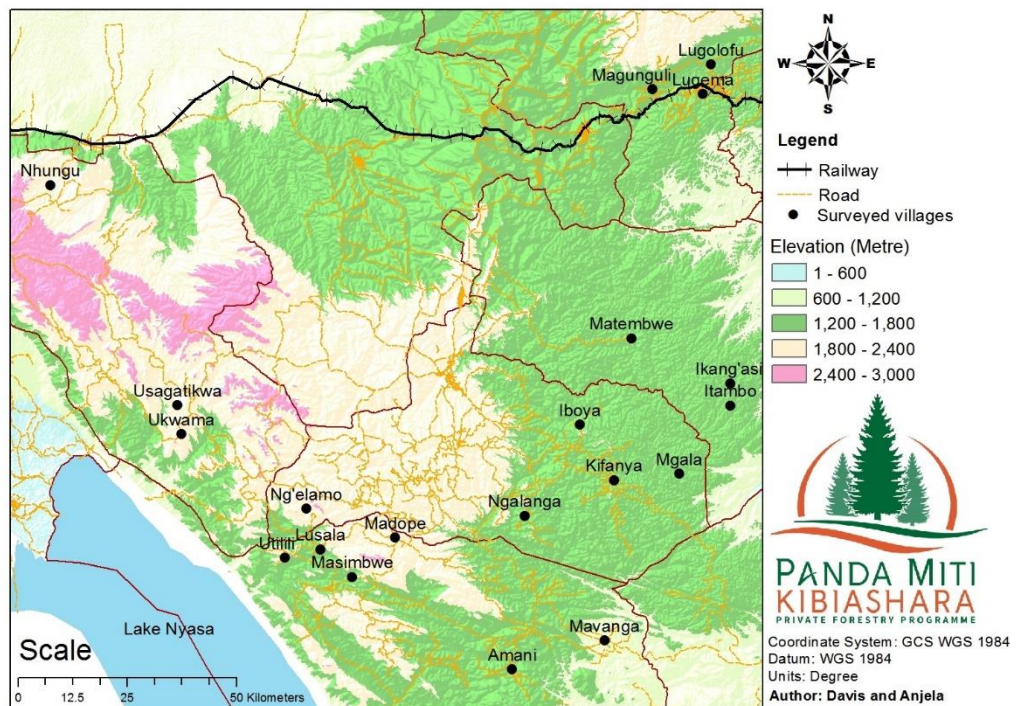 Lugolofu
Magunguli
Lugema
Nhungu
Matembwe
Ikang'asi
Itambo
Usagatikwa
Ukwama
Iboya
Kifanya
Mgala
Ng'elamo
Ngalanga
Madope
Lusala
Utilili
Masimbwe
Lake Nyasa
Mavanga
Amani
Scale
0 12.5 25 50 Kilometers
N
W E
S
Legend
Railway
Road
Surveyed villages
Elevation (Metre)
1 - 600
600 - 1,200
1,200 - 1,800
1,800 - 2,400
2,400 - 3,000
PANDA MITI
KIBIASHARA
PRIVATE FORESTRY PROGRAMME
Coordinate System: GCS WGS 1984
Datum: WGS 1984
Units: Degree
Author: Davis and Anjela